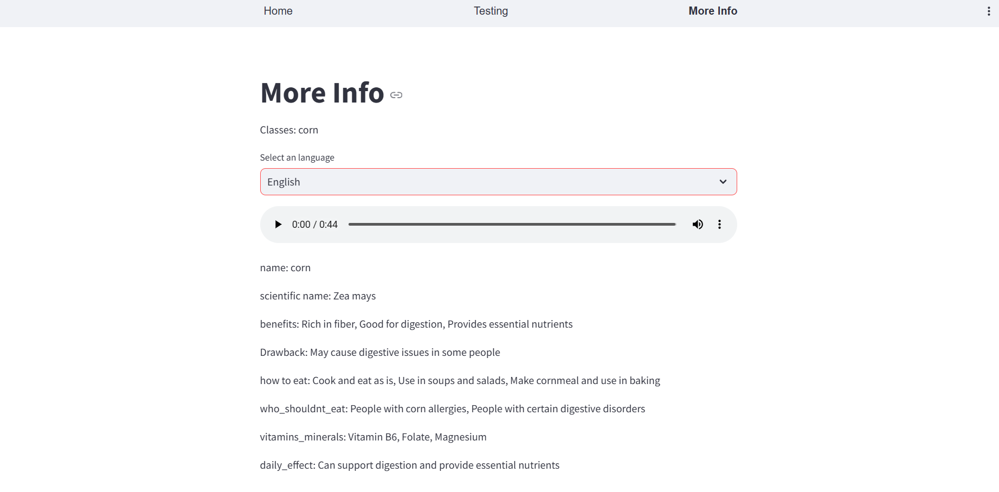 Home Testing More Info
More Info
Classes: corn
Select an language
English
0:00 / 0:44
name: corn
scientific name: Zea mays
benefits: Rich in fiber, Good for digestion, Provides essential nutrients
Drawback: May cause digestive issues in some people
how to eat: Cook and eat as is, Use in soups and salads, Make cornmeal and use in baking
who_shouldnt_eat: People with corn allergies, People with certain digestive disorders
vitamins_minerals: Vitamin B6, Folate, Magnesium
daily_effect: Can support digestion and provide essential nutrients